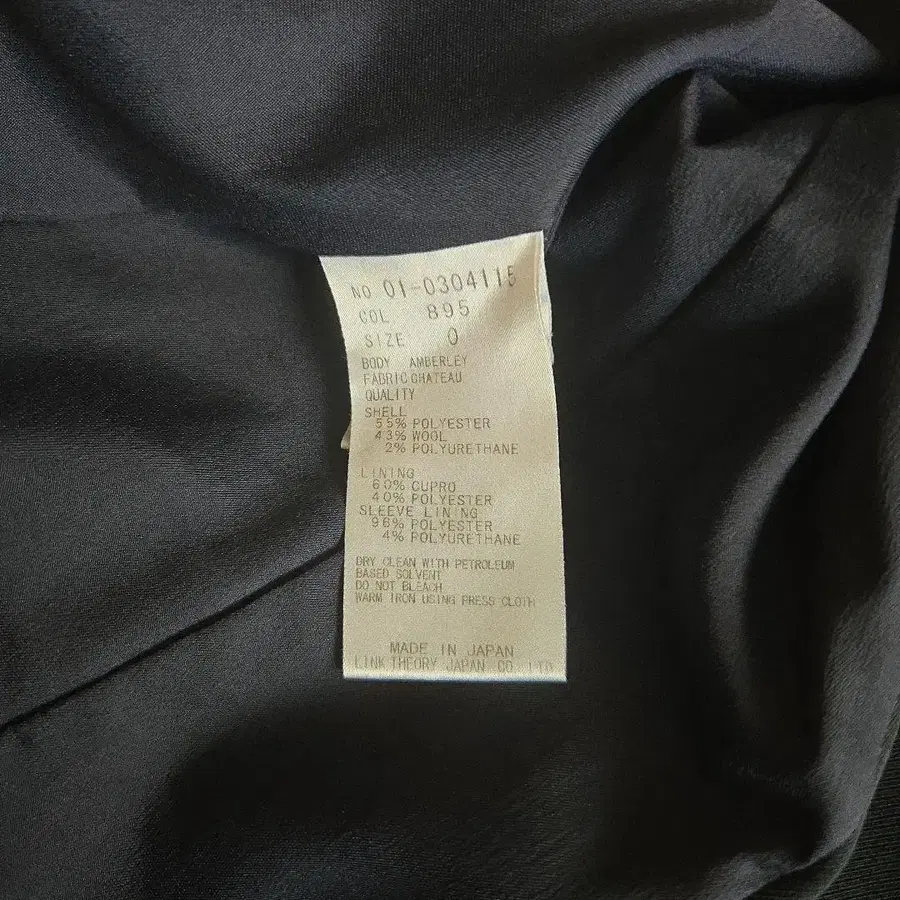 NO 01-0304115
COL 895
SIZE 0
BODY AMBERLEY
FABRIC CHATEAU
QUALITY
SHELL
55% POLYESTER
43% WOOL
2% POLYURETHANE
LINING
60% CUPRO
40% POLYESTER
SLEEVE LINING
96% POLYESTER
4% POLYURETHANE
DRY CLEAN WITH PETROLEUM
BASED SOLVENT
DO NOT BLEACH
WARM IRON USING PRESS CLOTH
MADE IN JAPAN
LINK THEORY JAPAN CO. LTD